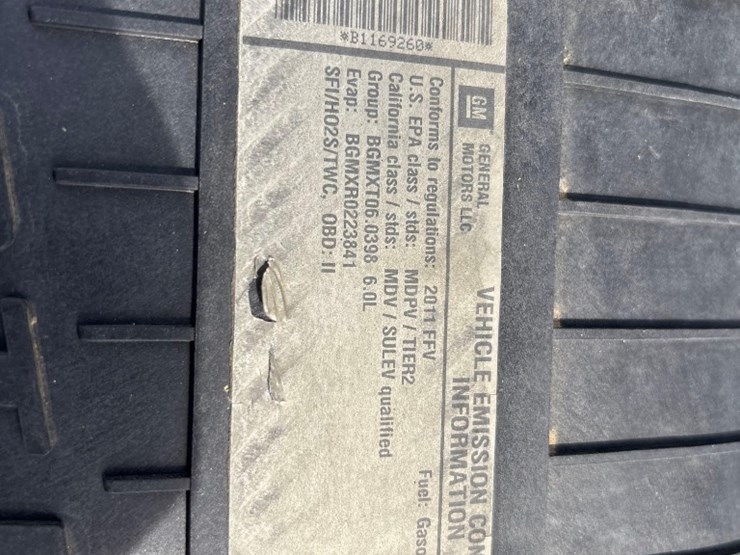 *B1169260*
GM GENERAL
MOTORS LLC
VEHICLE EMISSION CON
INFORMATION
Conforms to regulations: 2011 FFV
Fuel: Gaso
U.S. EPA class / stds: MDPV / TIER2
California class / stds: MDV / SULEV qualified
Group: BGMXT06.0398 6.0L
Evap: BGMXR0223841
SFI/HO2S/TWC, OBD: II